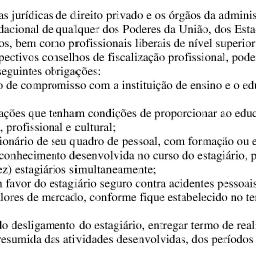 as jurídicas de direito privado e os órgãos da adminis
dacional de qualquer dos Poderes da União, dos Esta
os, bem como profissionais liberais de nível superior
pectivos conselhos de fiscalização profissional, pode
seguintes obrigações:
o de compromisso com a instituição de ensino e o edu
ações que tenham condições de proporcionar ao educ
, profissional e cultural;
ionário de seu quadro de pessoal, com formação ou e
conhecimento desenvolvida no curso do estagiário, p
ez) estagiários simultaneamente;
n favor do estagiário seguro contra acidentes pessoais
lores de mercado, conforme fique estabelecido no te
do desligamento do estagiário, entregar termo de real
resumida das atividades desenvolvidas, dos períodos